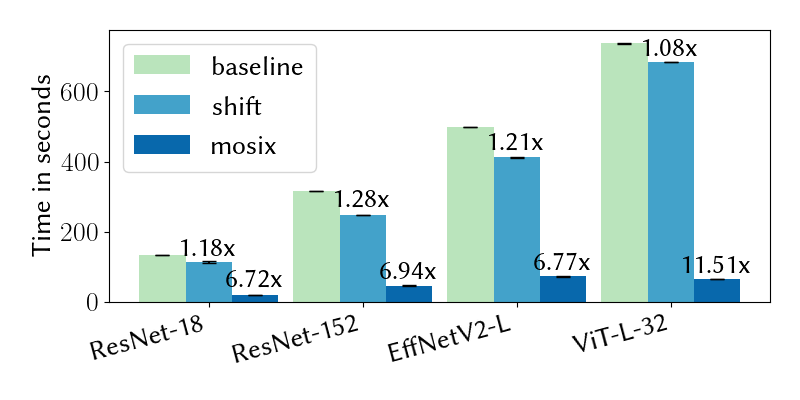 Time in seconds
600
400
200
0
baseline
shift
mosix
1.18x
6.72x
1.28x
6.94x
1.21x
6.77x
1.08x
11.51x
ResNet-18
ResNet-152
EffNetV2-L
ViT-L-32